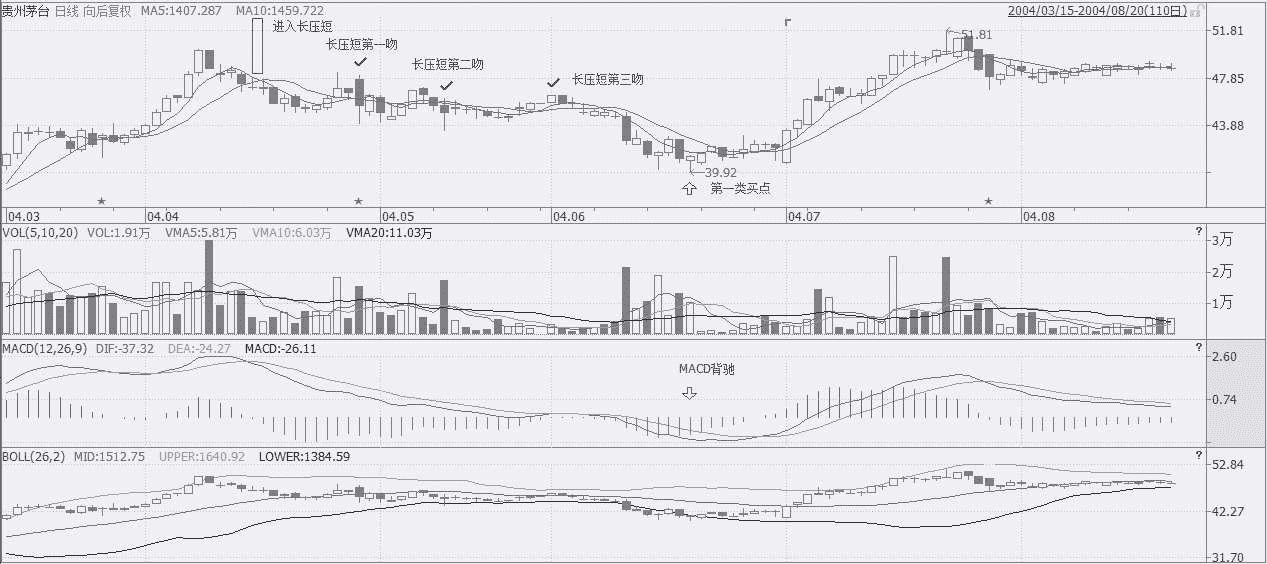 贵州茅台 日线 向后复权 MA5:1407.287 MA10:1459.722
2004/03/15-2004/08/20(110日)
进入长压短
长压短第一吻
长压短第二吻
长压短第三吻
51.81
51.81
47.85
43.88
39.92
第一类买点
04.03 04.04 04.05 04.06 04.07 04.08
VOL(5,10,20) VOL:1.91万 VMA5:5.81万 VMA10:6.03万 VMA20:11.03万 ?
3万
2万
1万
MACD(12,26,9) DIF:-37.32 DEA:-24.27 MACD:-26.11 ?
2.60
MACD背驰
0.74
BOLL(26,2) MID:1512.75 UPPER:1640.92 LOWER:1384.59 ?
52.84
42.27
31.70